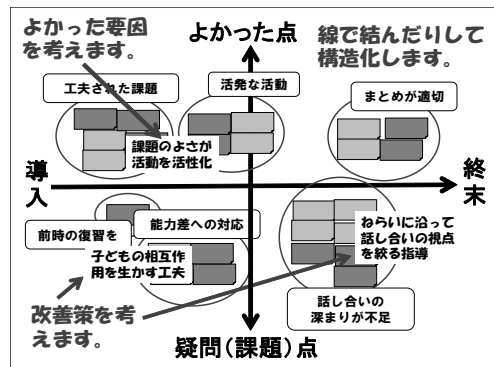 よかった要因
を考えます。
よかった点
線で結んだりして
構造化します。
工夫された課題
活発な活動
まとめが適切
課題のよさが
活動を活性化
導入
終末
前時の復習を
能力差への対応
子どもの相互作
用を生かす工夫
ねらいに沿って
話し合いの視点
を絞る指導
改善策を考
えます。
話し合いの
深まりが不足
疑問(課題)点